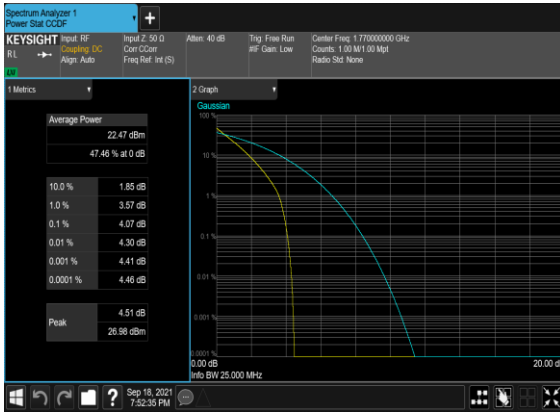 Spectrum Analyzer 1
Power Stat CCDF
KEYSIGHT
RL
Input: RF
Coupling: DC
Align: Auto
Input Z: 50 Ω
Corr CCorr
Freq Ref: Int (S)
Atten: 40 dB
Trig: Free Run
#IF Gain: Low
Center Freq: 1.770000000 GHz
Counts: 1.00 M/1.00 Mpt
Radio Std: None
1 Metrics
Average Power
22.47 dBm
47.46 % at 0 dB
10.0 % 1.85 dB
1.0 % 3.57 dB
0.1 % 4.07 dB
0.01 % 4.30 dB
0.001 % 4.41 dB
0.0001 % 4.46 dB
Peak
4.51 dB
26.98 dBm
2 Graph
Gaussian
100 %
10 %
1 %
0.1 %
0.01 %
0.001 %
0.0001 %
0.00 dB
20.00 d
Info BW 25.000 MHz
?
Sep 18, 2021
7:52:35 PM